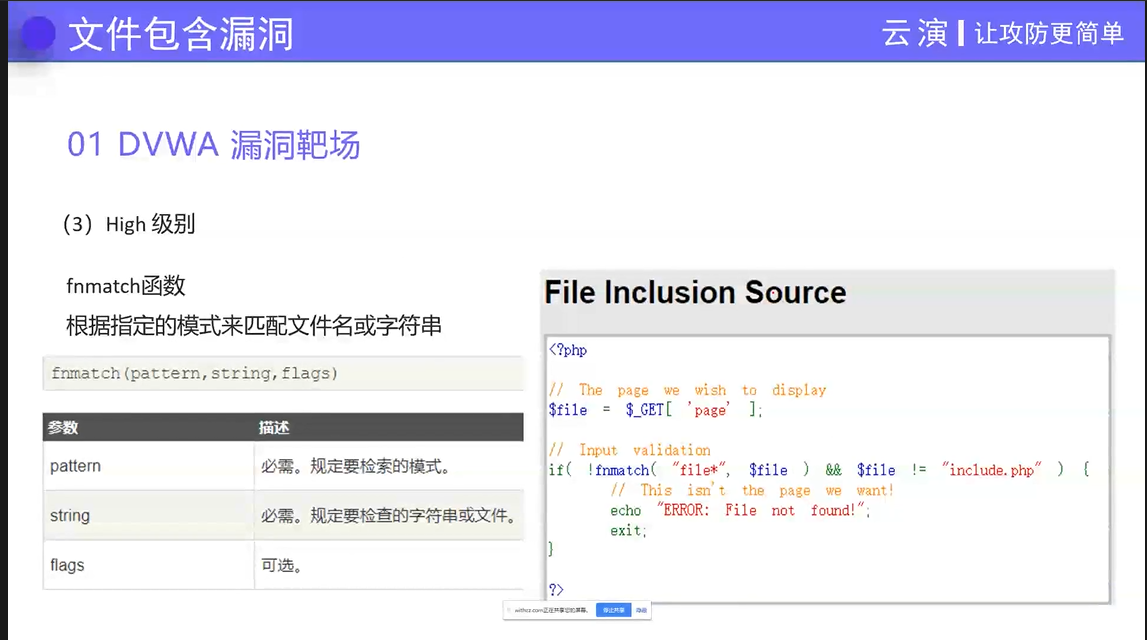 文件包含漏洞
云演 | 让攻防更简单
01 DVWA 漏洞靶场
(3) High 级别
fnmatch函数
根据指定的模式来匹配文件名或字符串
fnmatch(pattern,string,flags)
参数 描述
pattern 必需。规定要检索的模式。
string 必需。规定要检查的字符串或文件。
flags 可选。
File Inclusion Source
<?php
// The page we wish to display
$file = $_GET[ 'page' ];
// Input validation
if( !fnmatch( "file*", $file ) && $file != "include.php" ) {
// This isn't the page we want!
echo "ERROR: File not found!";
exit;
}
?>
停止共享
隐藏